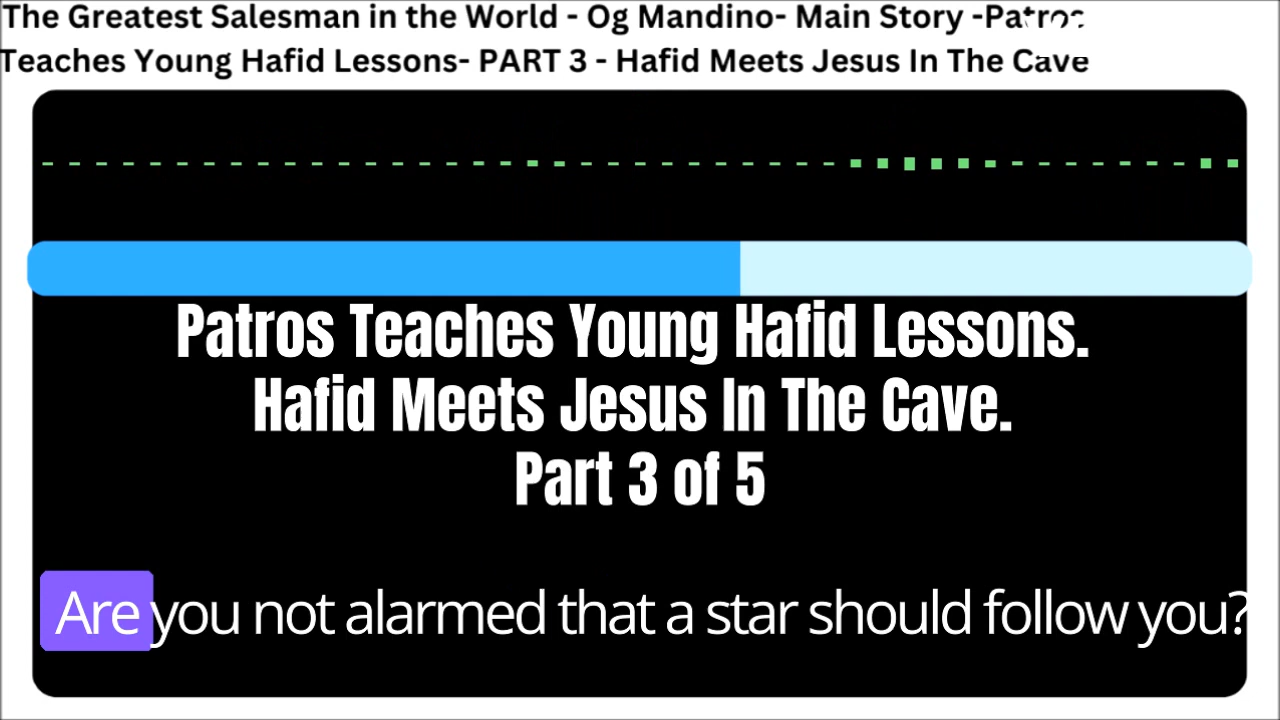 The Greatest Salesman in the World - Og Mandino- Main Story -Patros
Teaches Young Hafid Lessons- PART 3 - Hafid Meets Jesus In The Cave
Patros Teaches Young Hafid Lessons.
Hafid Meets Jesus In The Cave.
Part 3 of 5
Are you not alarmed that a star should follow you?